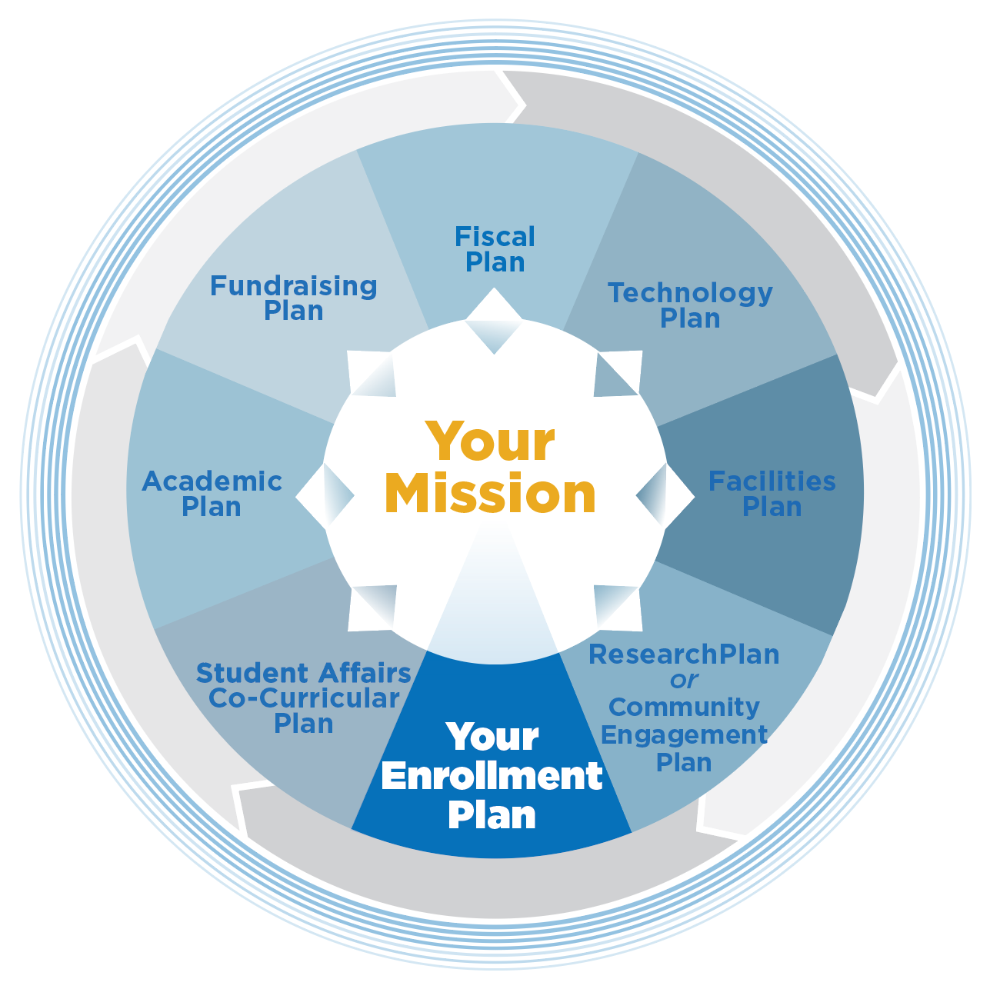 Fiscal
Plan
Technology
Plan
Facilities
Plan
ResearchPlan
or
Community
Engagement
Plan
Your
Enrollment
Plan
Student Affairs
Co-Curricular
Plan
Academic
Plan
Fundraising
Plan
Your
Mission